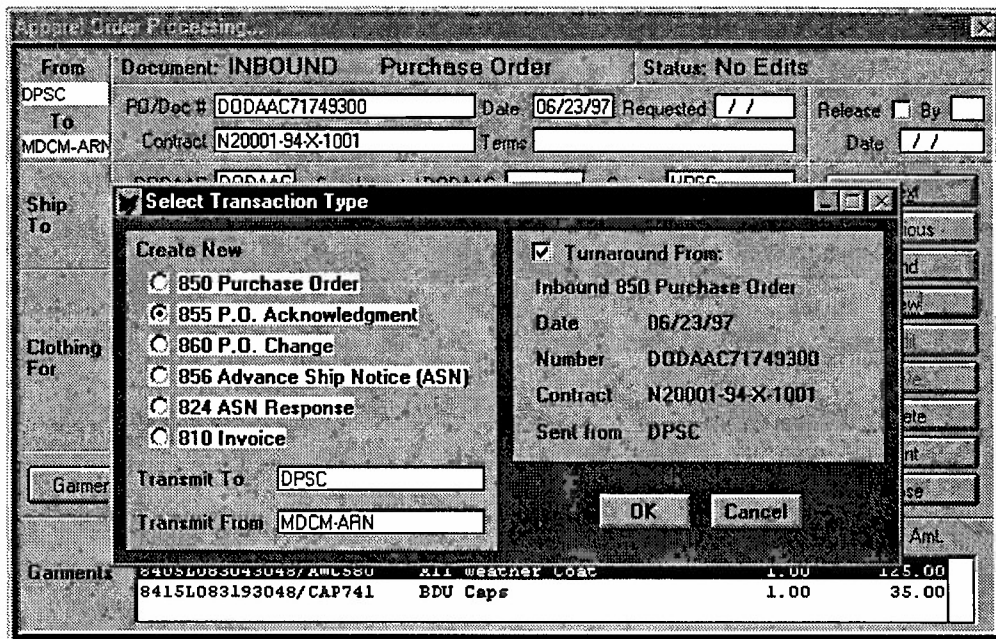 Apparel Order Processing...
From Document: INBOUND Purchase Order Status: No Edits
DPSC PO/Doc # DODAAC71749300 Date 06/23/97 Requested / / Release By
To
MDCM-ARN Contract N20001-94-X-1001 Terms Date / /
Ship
To
Select Transaction Type
Create New
850 Purchase Order
855 P.O. Acknowledgment
860 P.O. Change
856 Advance Ship Notice (ASN)
824 ASN Response
810 Invoice
Transmit To DPSC
Transmit From MDCM-ARN
Turnaround From:
Inbound 850 Purchase Order
Date 06/23/97
Number DODAAC71749300
Contract N20001-94-X-1001
Sent from DPSC
OK Cancel
Clothing
For
Amt.
Garments 8405L083043048/AWC580 All Weather Coat 1.00 125.00
8415L083193048/CAP741 BDU Caps 1.00 35.00